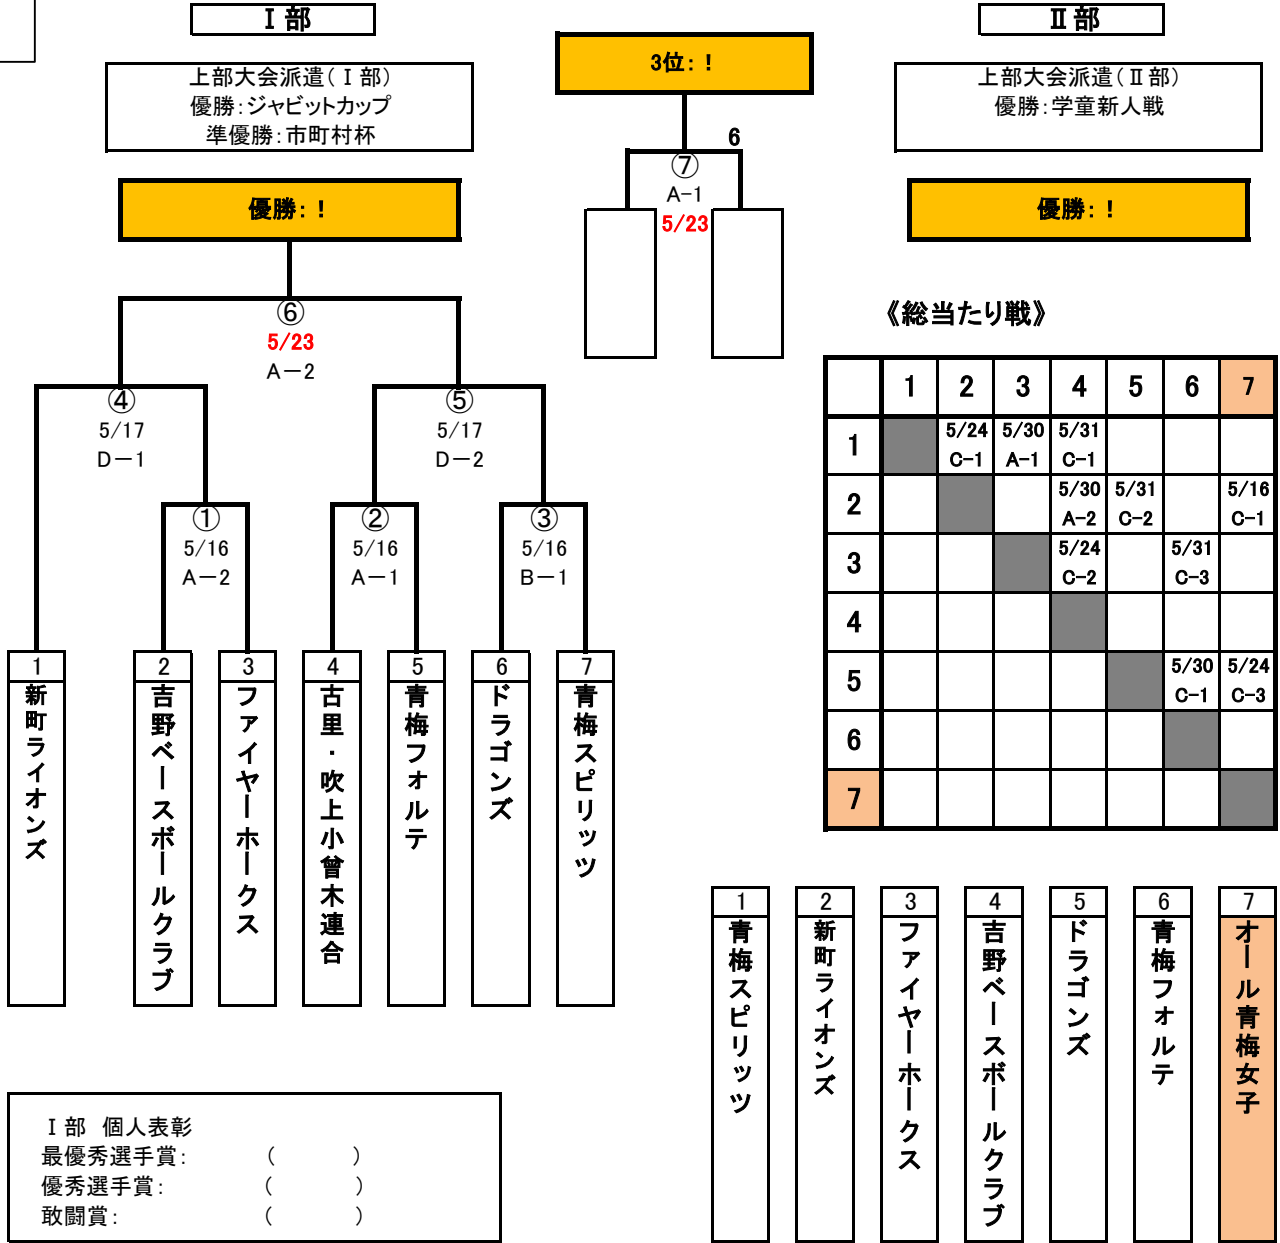 Ⅰ部
上部大会派遣(Ⅰ部)
優勝:ジャビットカップ
準優勝:市町村杯
優勝:！
⑥
5/23
A－2
④
5/17
D－1
⑤
5/17
D－2
①
5/16
A－2
②
5/16
A－1
③
5/16
B－1
1
新町ライオンズ
2
吉野ベースボールクラブ
3
ファイヤーホークス
4
古里・吹上小曾木連合
5
青梅フォルテ
6
ドラゴンズ
7
青梅スピリッツ
Ⅰ部 個人表彰
最優秀選手賞: ( )
優秀選手賞: ( )
敢闘賞: ( )
3位:！
6
⑦
A-1
5/23
Ⅱ部
上部大会派遣(Ⅱ部)
優勝:学童新人戦
優勝:！
《総当たり戦》
1 2 3 4 5 6 7
1 5/24 5/30 5/31
C-1 A-1 C-1
2 5/30 5/31 5/16
A-2 C-2 C-1
3 5/24 5/31
C-2 C-3
4
5 5/30 5/24
C-1 C-3
6
7
1
青梅スピリッツ
2
新町ライオンズ
3
ファイヤーホークス
4
吉野ベースボールクラブ
5
ドラゴンズ
6
青梅フォルテ
7
オール青梅女子